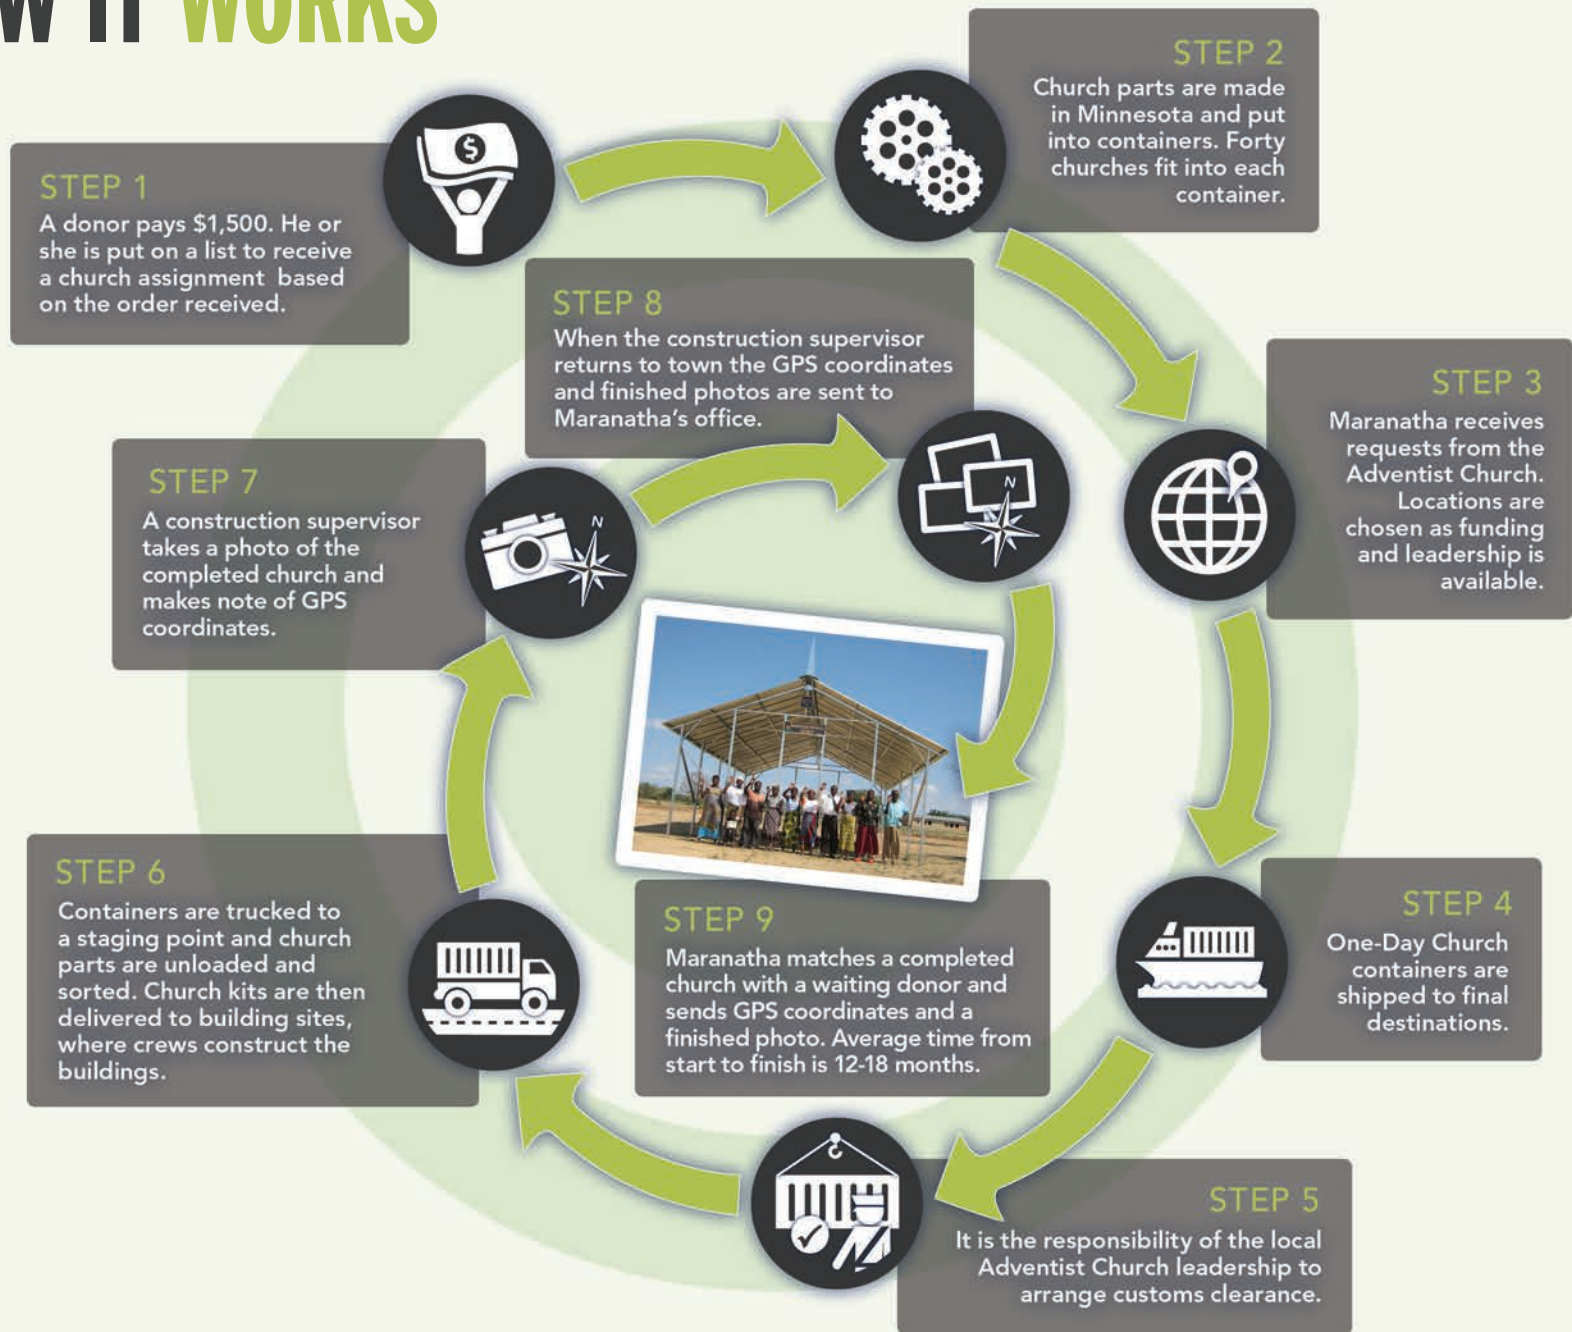 W IT WORKS
STEP 1
A donor pays $1,500. He or
she is put on a list to receive
a church assignment based
on the order received.
$
STEP 2
Church parts are made
in Minnesota and put
into containers. Forty
churches fit into each
container.
STEP 3
Maranatha receives
requests from the
Adventist Church.
Locations are
chosen as funding
and leadership is
available.
STEP 4
One-Day Church
containers are
shipped to final
destinations.
STEP 5
It is the responsibility of the local
Adventist Church leadership to
arrange customs clearance.
STEP 6
Containers are trucked to
a staging point and church
parts are unloaded and
sorted. Church kits are then
delivered to building sites,
where crews construct the
buildings.
STEP 7
A construction supervisor
takes a photo of the
completed church and
makes note of GPS
coordinates.
N
STEP 8
When the construction supervisor
returns to town the GPS coordinates
and finished photos are sent to
Maranatha's office.
N
STEP 9
Maranatha matches a completed
church with a waiting donor and
sends GPS coordinates and a
finished photo. Average time from
start to finish is 12-18 months.